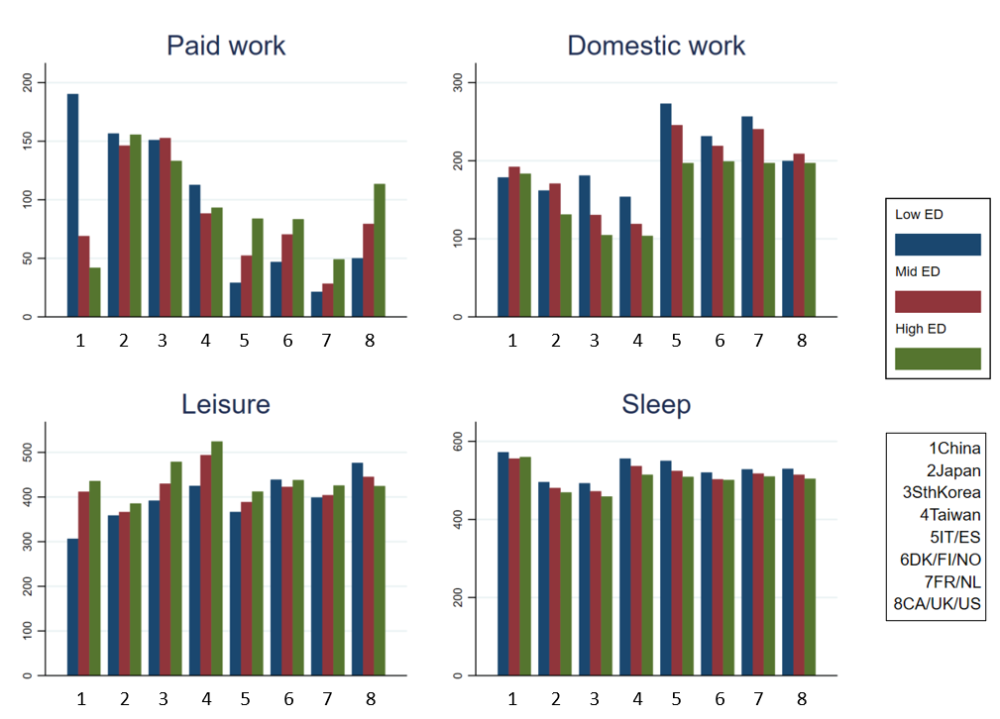 Paid work
200
150
100
50
0
1 2 3 4 5 6 7 8
Domestic work
300
200
100
0
1 2 3 4 5 6 7 8
Low ED
Mid ED
High ED
Leisure
500
400
300
200
100
0
1 2 3 4 5 6 7 8
Sleep
600
400
200
0
1 2 3 4 5 6 7 8
1China
2Japan
3SthKorea
4Taiwan
5IT/ES
6DK/FI/NO
7FR/NL
8CA/UK/US